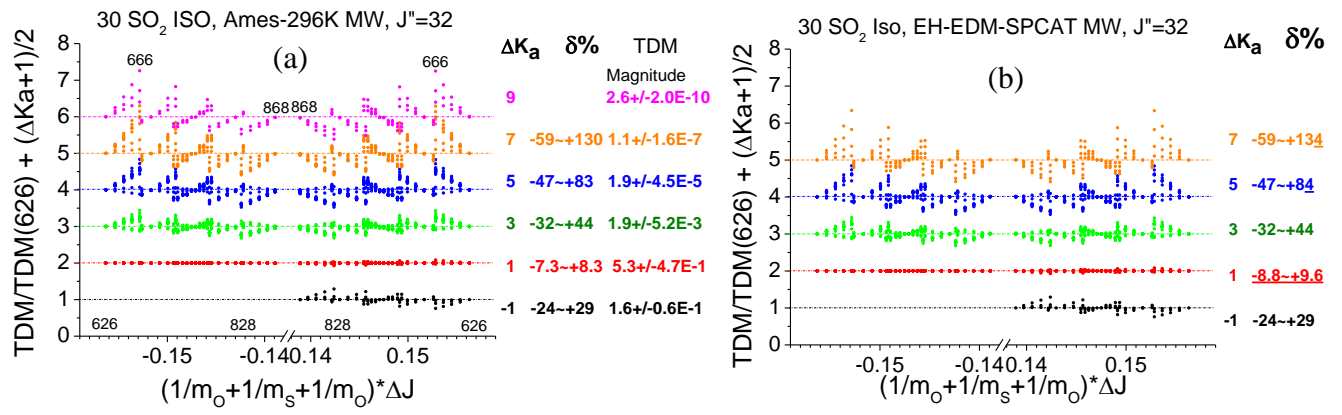 30 SO2 ISO, Ames-296K MW, J"=32
(a)
TDM/TDM(626) + (ΔKa+1)/2
8
7
6
5
4
3
2
1
0
666
666
868
868
626
828
828
626
-0.15
-0.14
0.14
0.15
(1/mO+1/mS+1/mO)*ΔJ
ΔKa δ% TDM
Magnitude
9 2.6+/-2.0E-10
7 -59~+130 1.1+/-1.6E-7
5 -47~+83 1.9+/-4.5E-5
3 -32~+44 1.9+/-5.2E-3
1 -7.3~+8.3 5.3+/-4.7E-1
-1 -24~+29 1.6+/-0.6E-1
30 SO2 Iso, EH-EDM-SPCAT MW, J"=32
(b)
TDM/TDM(626) + (ΔKa+1)/2
8
7
6
5
4
3
2
1
0
-0.15
-0.14
0.14
0.15
(1/mO+1/mS+1/mO)*ΔJ
ΔKa δ%
7 -59~+134
5 -47~+84
3 -32~+44
1 -8.8~+9.6
-1 -24~+29